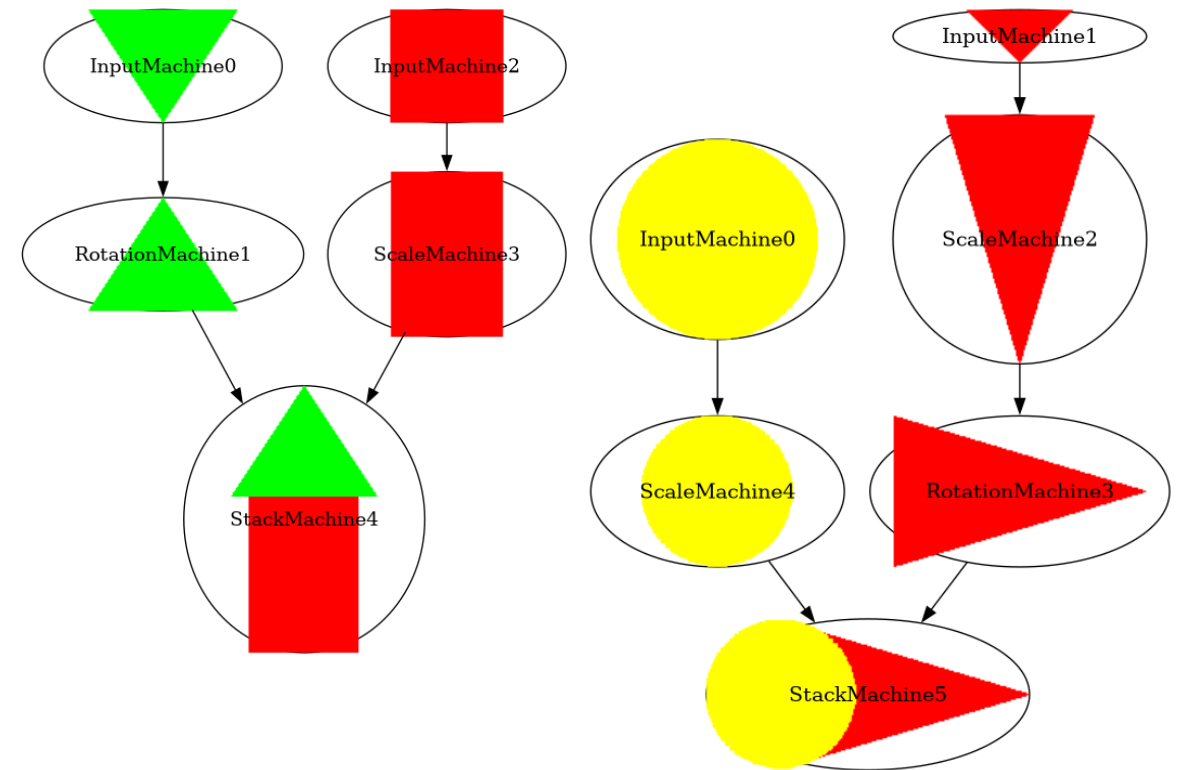 InputMachine0
InputMachine2
RotationMachine1
ScaleMachine3
StackMachine4
InputMachine1
InputMachine0
ScaleMachine2
ScaleMachine4
RotationMachine3
StackMachine5